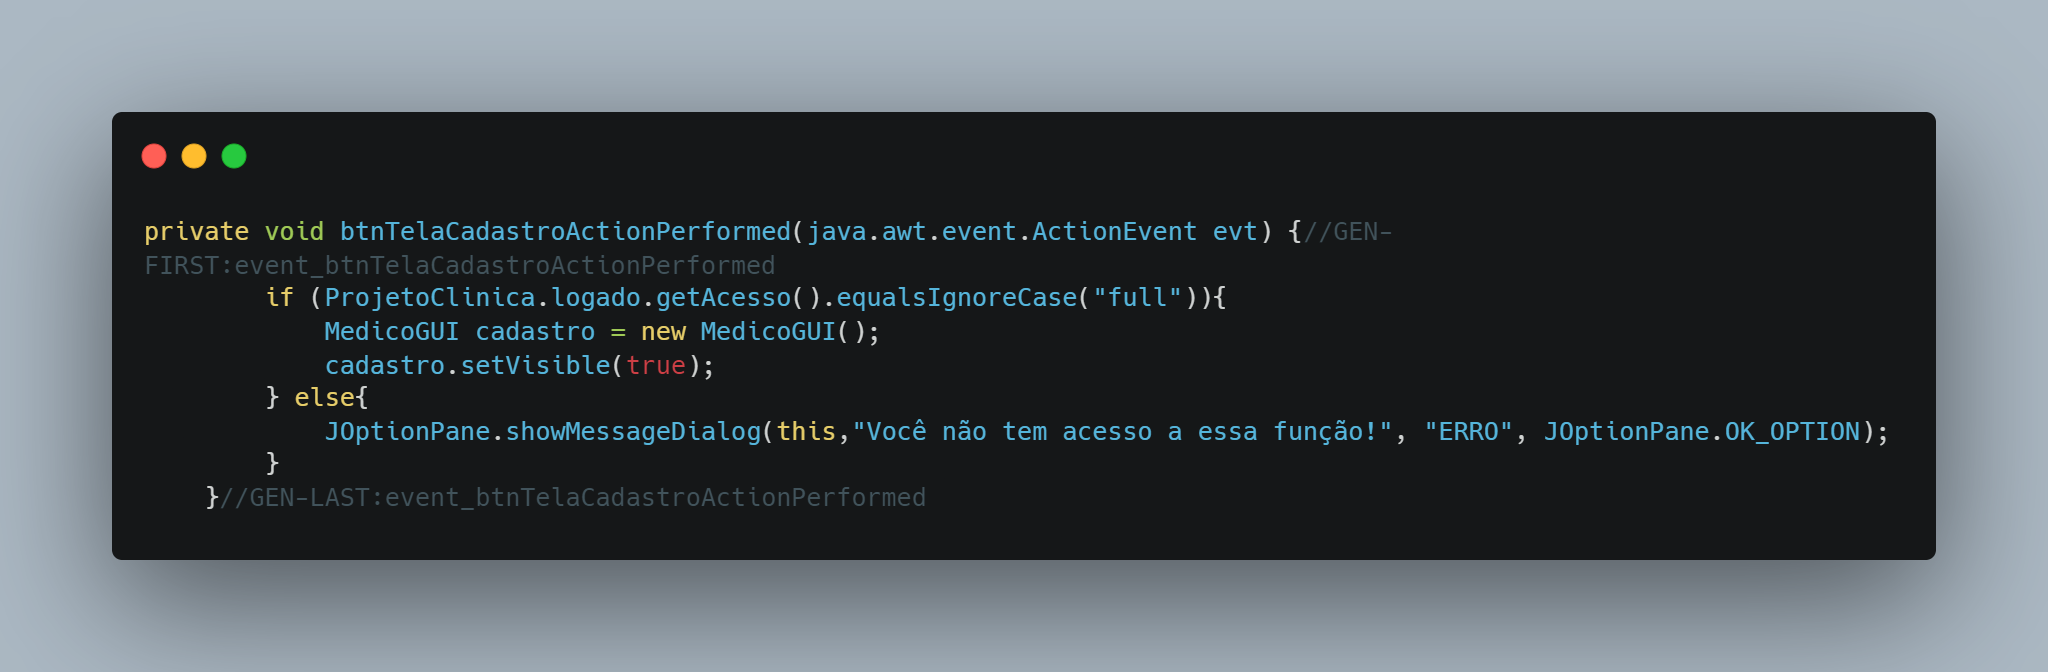 private void btnTelaCadastroActionPerformed(java.awt.event.ActionEvent evt) {//GEN-
FIRST:event_btnTelaCadastroActionPerformed
        if (ProjetoClinica.logado.getAcesso().equalsIgnoreCase("full")){
            MedicoGUI cadastro = new MedicoGUI();
            cadastro.setVisible(true);
        } else{
            JOptionPane.showMessageDialog(this,"Você não tem acesso a essa função!", "ERRO", JOptionPane.OK_OPTION);
        }
    }//GEN-LAST:event_btnTelaCadastroActionPerformed